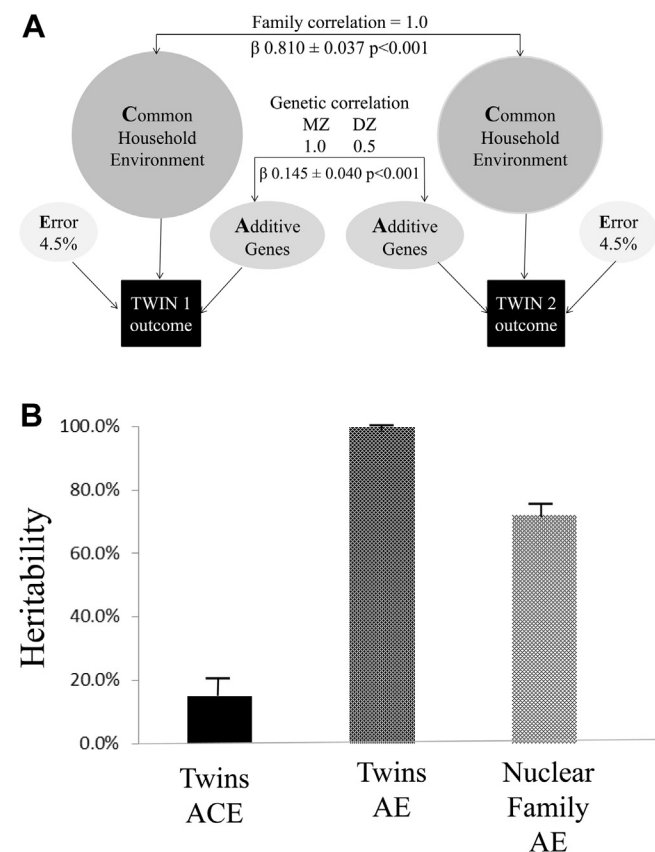 A
Family correlation = 1.0
β 0.810 ± 0.037 p<0.001
Common
Household
Environment
Common
Household
Environment
Genetic correlation
MZ DZ
1.0 0.5
β 0.145 ± 0.040 p<0.001
Error
4.5%
Additive
Genes
Additive
Genes
Error
4.5%
TWIN 1
outcome
TWIN 2
outcome
B
Heritability
100.0%
80.0%
60.0%
40.0%
20.0%
0.0%
Twins
ACE
Twins
AE
Nuclear
Family
AE